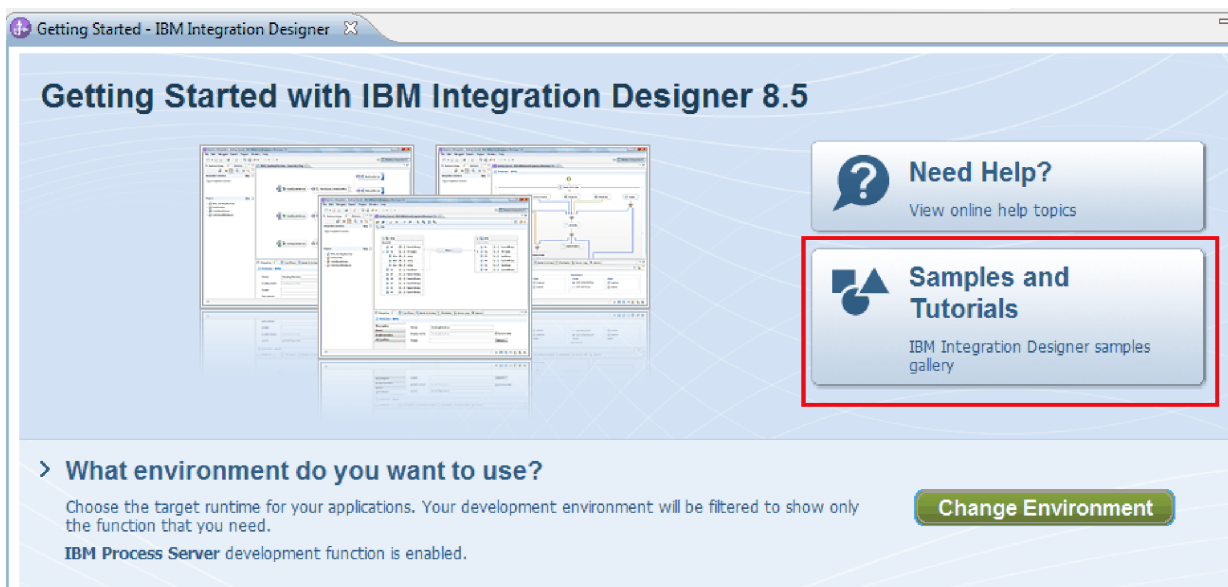 Getting Started - IBM Integration Designer
Getting Started with IBM Integration Designer 8.5
Need Help?
View online help topics
Samples and
Tutorials
IBM Integration Designer samples
gallery
What environment do you want to use?
Choose the target runtime for your applications. Your development environment will be filtered to show only
the function that you need.
IBM Process Server development function is enabled.
Change Environment